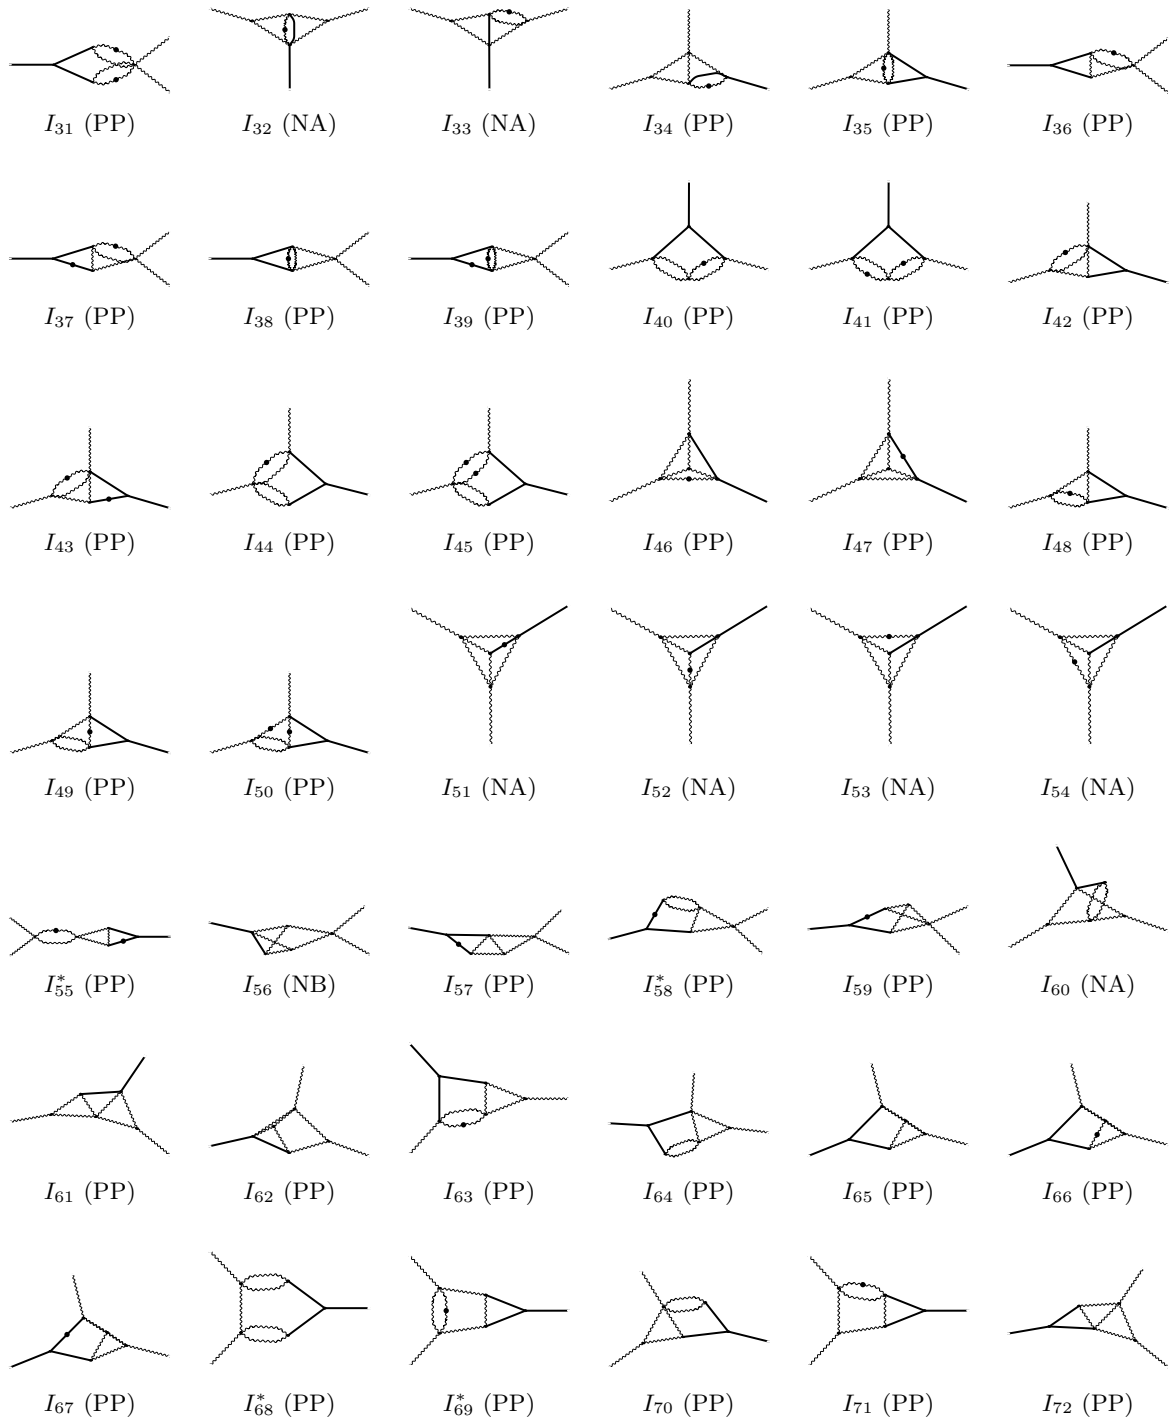 I₃₁ (PP) I₃₂ (NA) I₃₃ (NA) I₃₄ (PP) I₃₅ (PP) I₃₆ (PP)
I₃₇ (PP) I₃₈ (PP) I₃₉ (PP) I₄₀ (PP) I₄₁ (PP) I₄₂ (PP)
I₄₃ (PP) I₄₄ (PP) I₄₅ (PP) I₄₆ (PP) I₄₇ (PP) I₄₈ (PP)
I₄₉ (PP) I₅₀ (PP) I₅₁ (NA) I₅₂ (NA) I₅₃ (NA) I₅₄ (NA)
I₅₅* (PP) I₅₆ (NB) I₅₇ (PP) I₅₈* (PP) I₅₉ (PP) I₆₀ (NA)
I₆₁ (PP) I₆₂ (PP) I₆₃ (PP) I₆₄ (PP) I₆₅ (PP) I₆₆ (PP)
I₆₇ (PP) I₆₈* (PP) I₆₉* (PP) I₇₀ (PP) I₇₁ (PP) I₇₂ (PP)